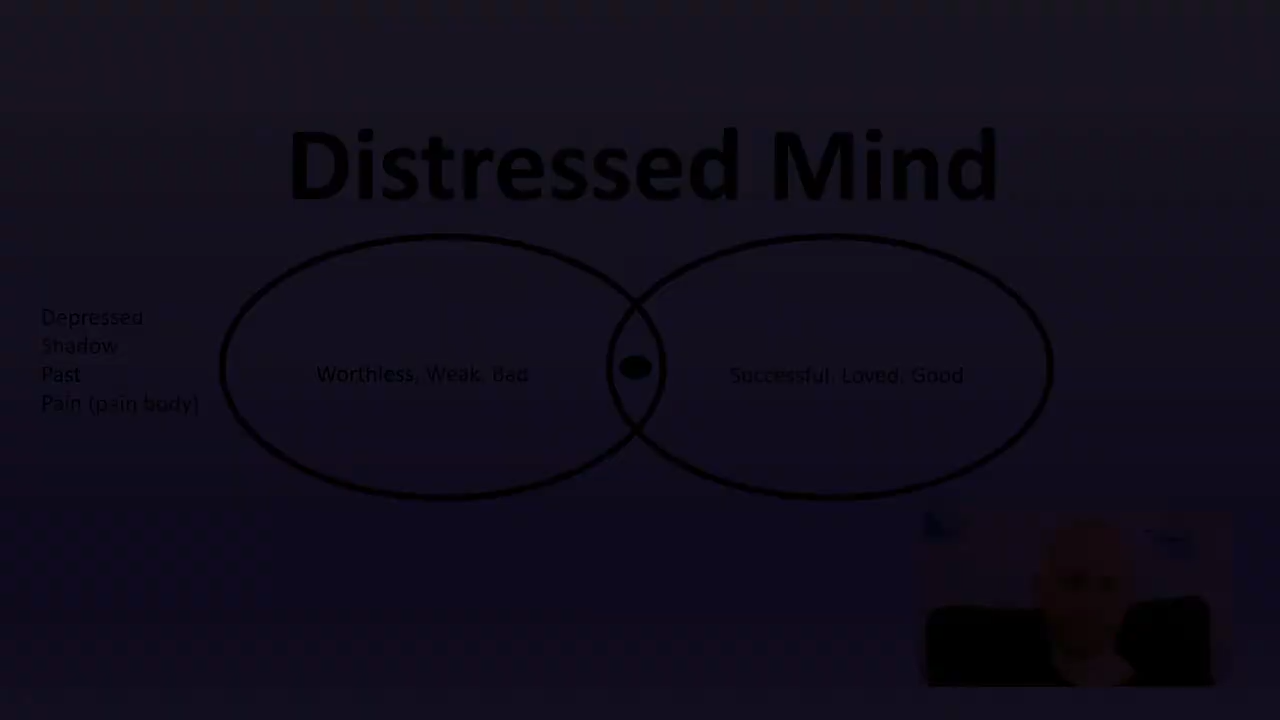 Distressed Mind
Depressed
Shadow
Past
Pain (pain body)
Worthless, Weak, Bad
Successful, Loved, Good